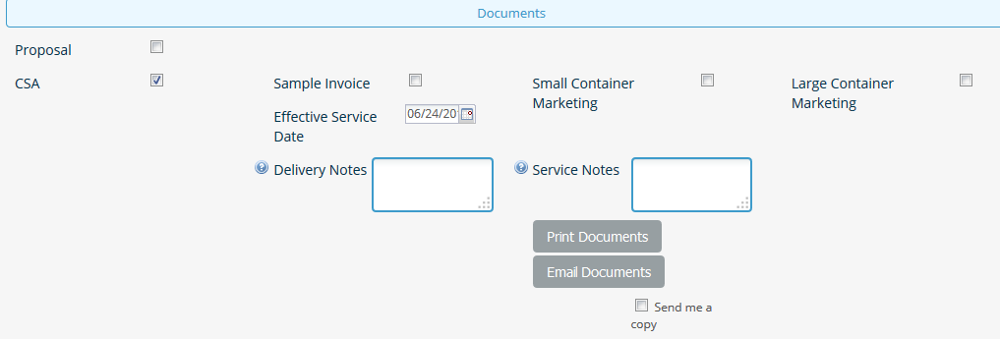 Documents
Proposal
CSA
Sample Invoice
Small Container
Marketing
Large Container
Marketing
Effective Service
Date
06/24/20
? Delivery Notes
? Service Notes
Print Documents
Email Documents
Send me a
copy